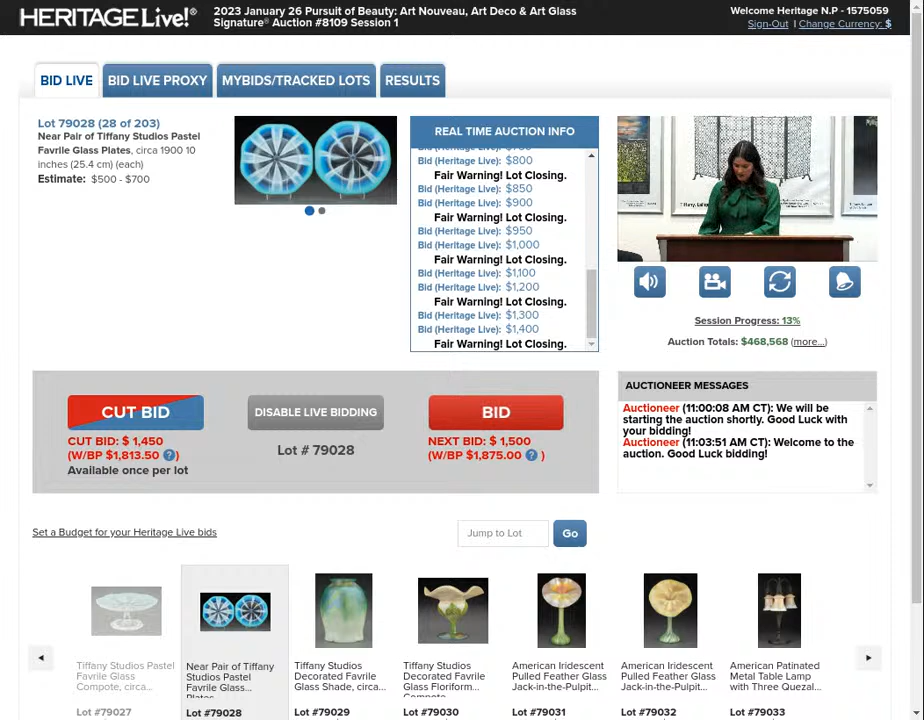 HERITAGE Live!®
2023 January 26 Pursuit of Beauty: Art Nouveau, Art Deco & Art Glass
Signature® Auction #8109 Session 1
Welcome Heritage N.P - 1575059
Sign-Out | Change Currency: $
BID LIVE
BID LIVE PROXY
MYBIDS/TRACKED LOTS
RESULTS
Lot 79028 (28 of 203)
Near Pair of Tiffany Studios Pastel
Favrile Glass Plates, circa 1900 10
inches (25.4 cm) (each)
Estimate: $500 - $700
REAL TIME AUCTION INFO
Bid (Heritage Live): $800
Fair Warning! Lot Closing.
Bid (Heritage Live): $850
Bid (Heritage Live): $900
Fair Warning! Lot Closing.
Bid (Heritage Live): $950
Bid (Heritage Live): $1,000
Fair Warning! Lot Closing.
Bid (Heritage Live): $1,100
Bid (Heritage Live): $1,200
Fair Warning! Lot Closing.
Bid (Heritage Live): $1,300
Bid (Heritage Live): $1,400
Fair Warning! Lot Closing.
Session Progress: 13%
Auction Totals: $468,568 (more...)
CUT BID
CUT BID: $ 1,450
(W/BP $1,813.50 ?)
Available once per lot
DISABLE LIVE BIDDING
Lot # 79028
BID
NEXT BID: $ 1,500
(W/BP $1,875.00 ? )
AUCTIONEER MESSAGES
Auctioneer (11:00:08 AM CT): We will be
starting the auction shortly. Good Luck with
your bidding!
Auctioneer (11:03:51 AM CT): Welcome to the
auction. Good Luck bidding!
Set a Budget for your Heritage Live bids
Jump to Lot
Go
Tiffany Studios Pastel
Favrile Glass
Compote, circa...
Lot #79027
Near Pair of Tiffany
Studios Pastel
Favrile Glass...
Lot #79028
Tiffany Studios
Decorated Favrile
Glass Shade, circa...
Lot #79029
Tiffany Studios
Decorated Favrile
Glass Floriform...
Lot #79030
American Iridescent
Pulled Feather Glass
Jack-in-the-Pulpit...
Lot #79031
American Iridescent
Pulled Feather Glass
Jack-in-the-Pulpit...
Lot #79032
American Patinated
Metal Table Lamp
with Three Quezal...
Lot #79033